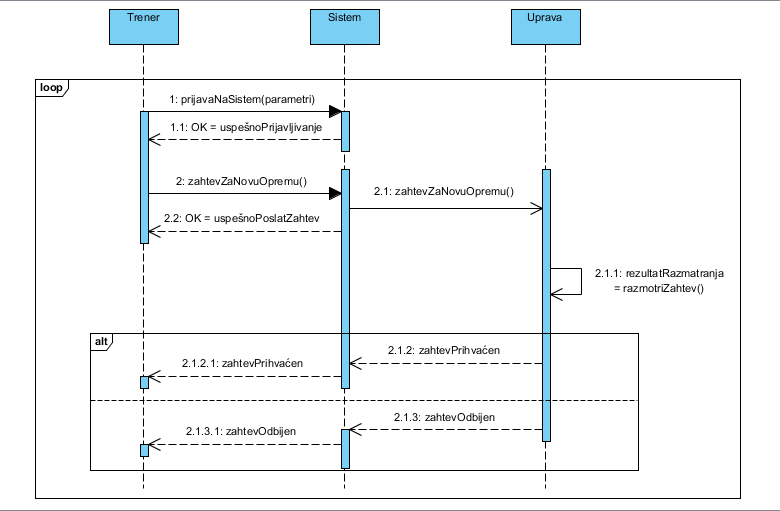 Trener
Sistem
Uprava
loop
1: prijavaNaSistem(parametri)
1.1: OK = uspešnoPrijavljivanje
2: zahtevZaNovuOpremu()
2.1: zahtevZaNovuOpremu()
2.2: OK = uspešnoPoslatZahtev
2.1.1: rezultatRazmatranja
= razmotriZahtev()
alt
2.1.2: zahtevPrihvaćen
2.1.2.1: zahtevPrihvaćen
2.1.3: zahtevOdbijen
2.1.3.1: zahtevOdbijen